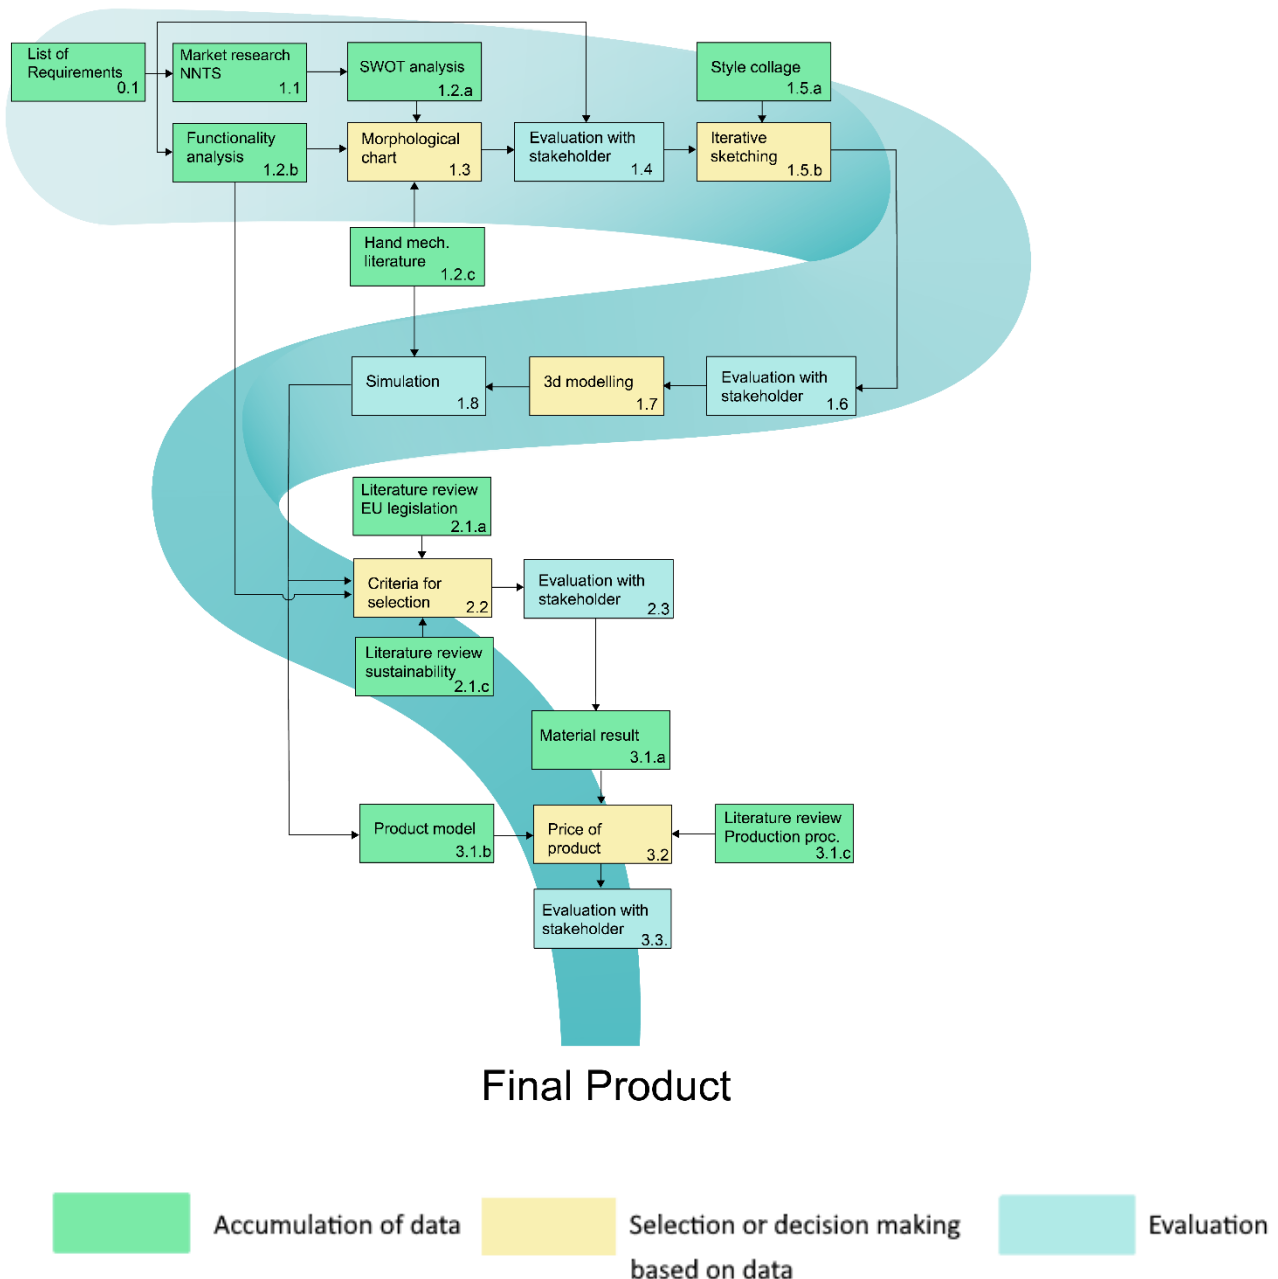 List of
Requirements
0.1
Market research
NNTS
1.1
SWOT analysis
1.2.a
Style collage
1.5.a
Functionality
analysis
1.2.b
Morphological
chart
1.3
Evaluation with
stakeholder
1.4
Iterative
sketching
1.5.b
Hand mech.
literature
1.2.c
Simulation
1.8
3d modelling
1.7
Evaluation with
stakeholder
1.6
Literature review
EU legislation
2.1.a
Criteria for
selection
2.2
Evaluation with
stakeholder
2.3
Literature review
sustainability
2.1.c
Material result
3.1.a
Product model
3.1.b
Price of
product
3.2
Literature review
Production proc.
3.1.c
Evaluation with
stakeholder
3.3.
Final Product
Accumulation of data
Selection or decision making
based on data
Evaluation